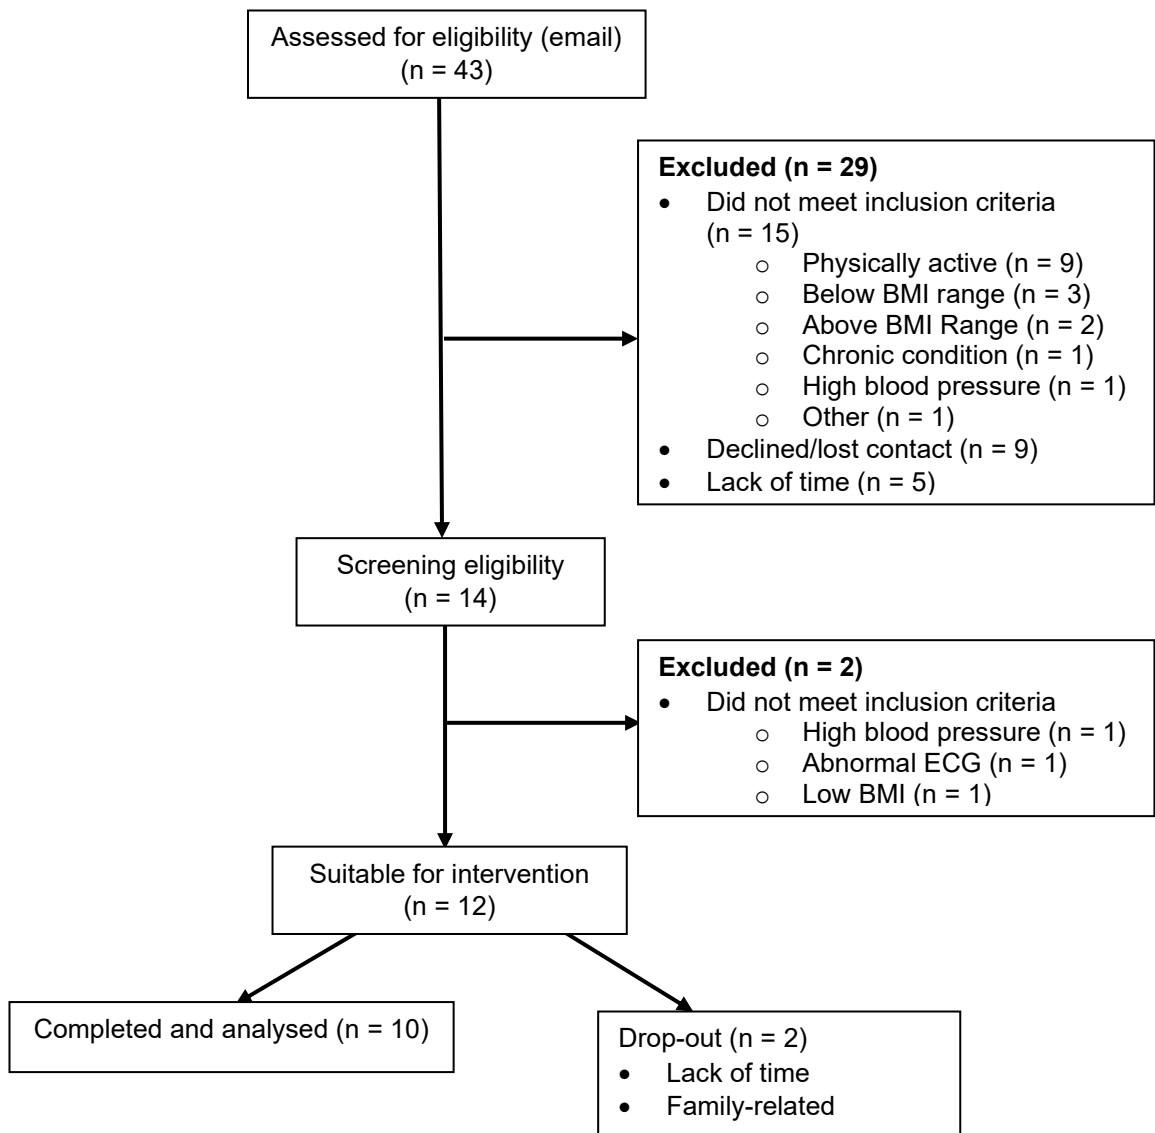 Assessed for eligibility (email)
(n = 43)
Excluded (n = 29)
• Did not meet inclusion criteria
(n = 15)
o Physically active (n = 9)
o Below BMI range (n = 3)
o Above BMI Range (n = 2)
o Chronic condition (n = 1)
o High blood pressure (n = 1)
o Other (n = 1)
• Declined/lost contact (n = 9)
• Lack of time (n = 5)
Screening eligibility
(n = 14)
Excluded (n = 2)
• Did not meet inclusion criteria
o High blood pressure (n = 1)
o Abnormal ECG (n = 1)
o Low BMI (n = 1)
Suitable for intervention
(n = 12)
Completed and analysed (n = 10)
Drop-out (n = 2)
• Lack of time
• Family-related